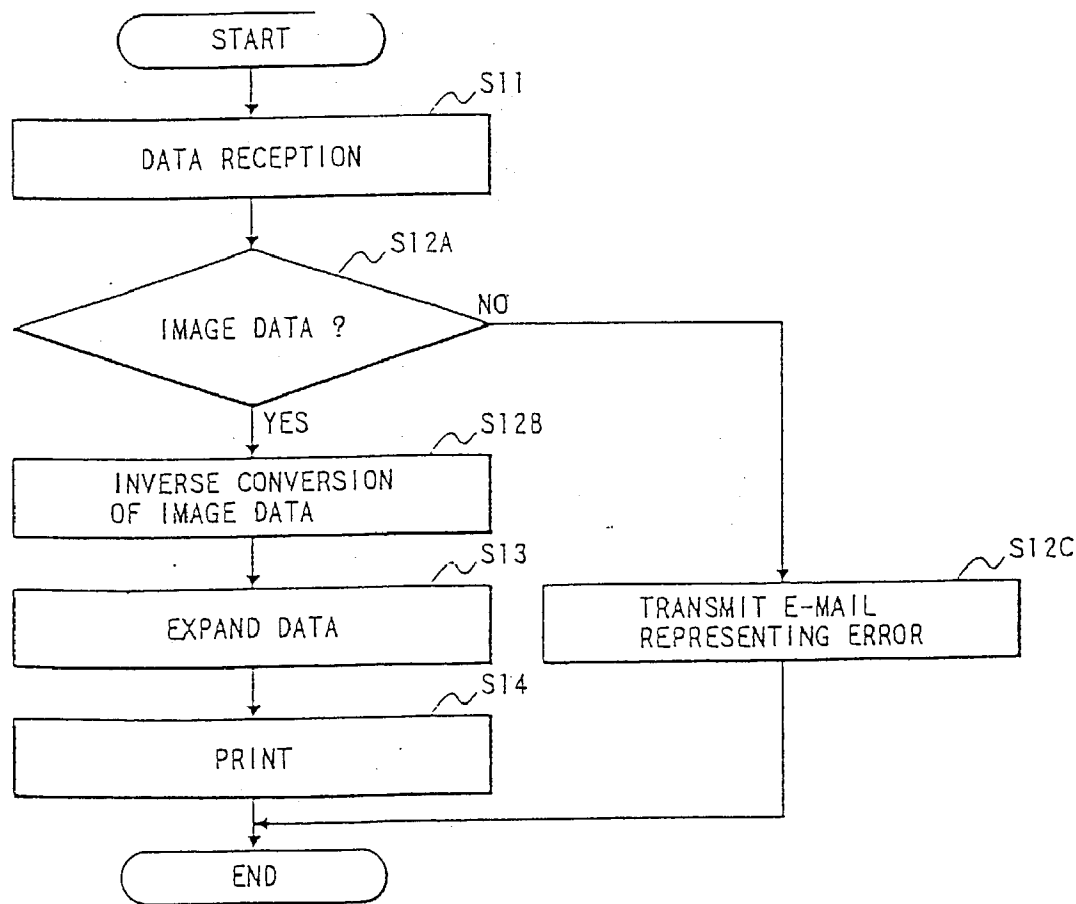 START
S11
DATA RECEPTION
S12A
IMAGE DATA ?
NO
YES
S12B
INVERSE CONVERSION
OF IMAGE DATA
S13
EXPAND DATA
S12C
TRANSMIT E-MAIL
REPRESENTING ERROR
S14
PRINT
END